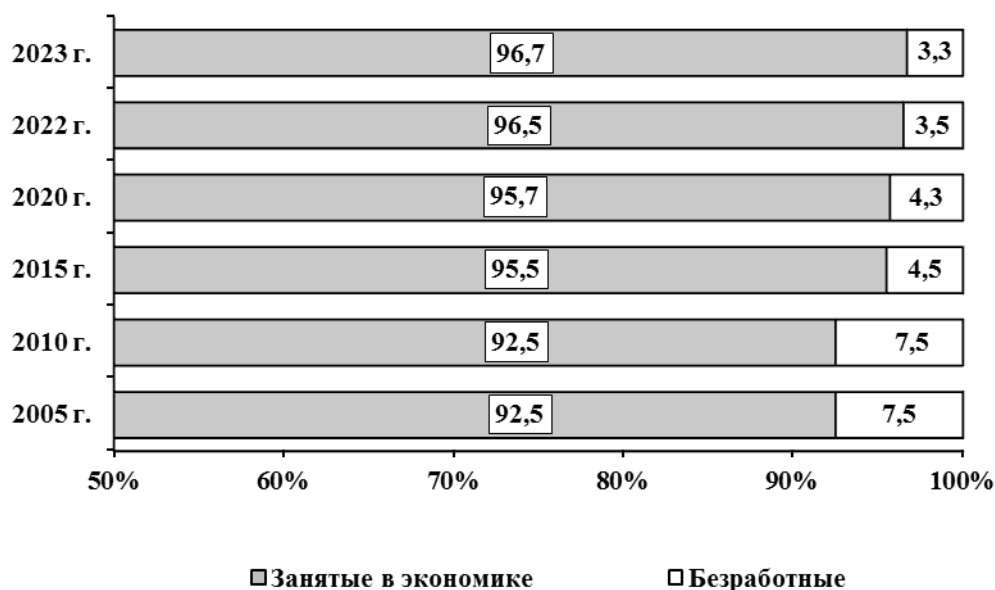 2023 г. 96,7 3,3
2022 г. 96,5 3,5
2020 г. 95,7 4,3
2015 г. 95,5 4,5
2010 г. 92,5 7,5
2005 г. 92,5 7,5
50% 60% 70% 80% 90% 100%
Занятые в экономике Безработные